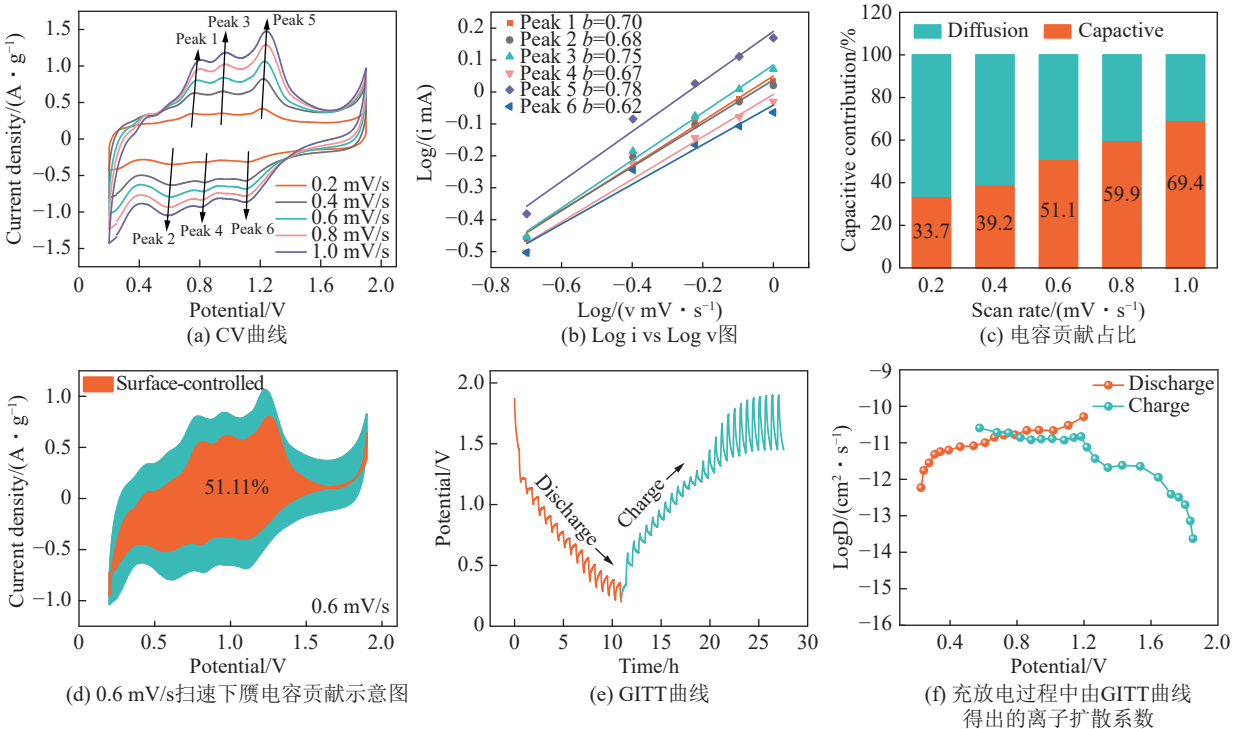 Current density/(A・g⁻¹)
1.5
1.0
0.5
0
−0.5
−1.0
−1.5
Peak 1
Peak 3
Peak 5
Peak 2
Peak 4
Peak 6
0.2 mV/s
0.4 mV/s
0.6 mV/s
0.8 mV/s
1.0 mV/s
0 0.4 0.8 1.2 1.6 2.0
Potential/V
(a) CV曲线
Log/(i mA)
0.2
0.1
0
−0.1
−0.2
−0.3
−0.4
−0.5
Peak 1 b=0.70
Peak 2 b=0.68
Peak 3 b=0.75
Peak 4 b=0.67
Peak 5 b=0.78
Peak 6 b=0.62
−0.8 −0.6 −0.4 −0.2 0
Log/(v mV・s⁻¹)
(b) Log i vs Log v图
Capacitive contribution/%
120
100
80
60
40
20
0
Diffusion Capactive
33.7 39.2 51.1 59.9 69.4
0.2 0.4 0.6 0.8 1.0
Scan rate/(mV・s⁻¹)
(c) 电容贡献占比
Current density/(A・g⁻¹)
1.0
0.5
0
−0.5
−1.0
Surface-controlled
51.11%
0.6 mV/s
0 0.5 1.0 1.5 2.0
Potential/V
(d) 0.6 mV/s扫速下赝电容贡献示意图
Potential/V
2.0
1.5
1.0
0.5
0
Discharge
Charge
0 5 10 15 20 25 30
Time/h
(e) GITT曲线
LogD/(cm²・s⁻¹)
−9
−10
−11
−12
−13
−14
−15
−16
Discharge
Charge
0.4 0.8 1.2 1.6 2.0
Potential/V
(f) 充放电过程中由GITT曲线
得出的离子扩散系数